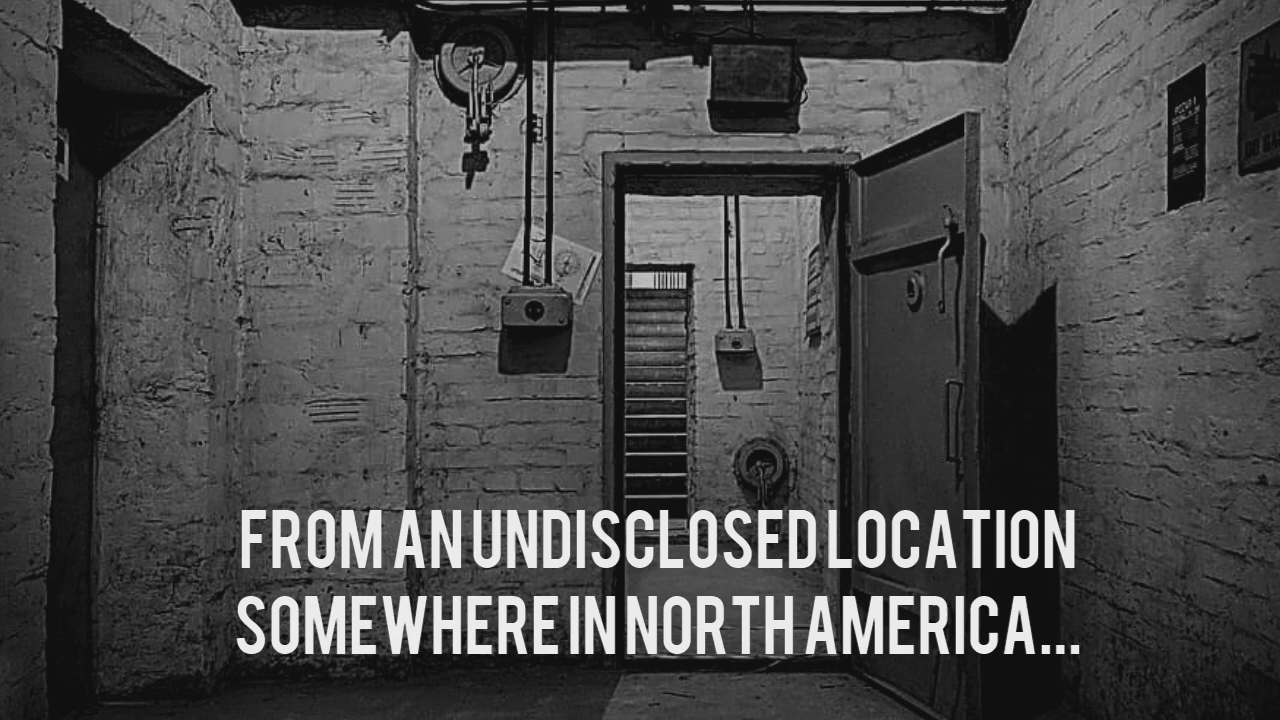 FROM AN UNDISCLOSED LOCATION
SOMEWHERE IN NORTH AMERICA...